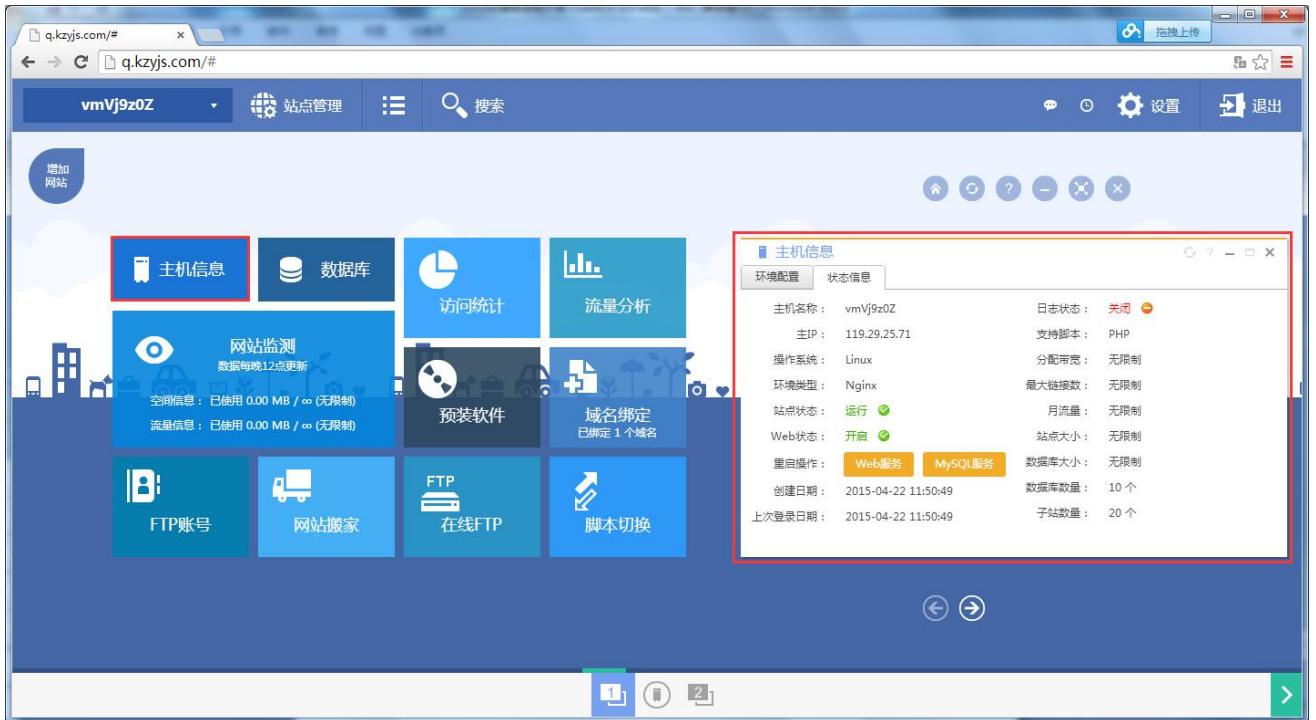 q.kzyjs.com/#
拖拽上传
q.kzyjs.com/#
vmVj9z0Z
站点管理
搜索
设置
退出
增加
网站
主机信息
数据库
访问统计
流量分析
网站监测
数据每晚12点更新
空间信息： 已使用 0.00 MB / ∞ (无限制)
流量信息： 已使用 0.00 MB / ∞ (无限制)
预装软件
域名绑定
已绑定 1 个域名
FTP账号
网站搬家
FTP
在线FTP
脚本切换
主机信息
环境配置 状态信息
主机名称： vmVj9z0Z 日志状态： 关闭
主IP： 119.29.25.71 支持脚本： PHP
操作系统： Linux 分配带宽： 无限制
环境类型： Nginx 最大链接数： 无限制
站点状态： 运行 月流量： 无限制
Web状态： 开启 站点大小： 无限制
重启操作： Web服务 MySQL服务 数据库大小： 无限制
创建日期： 2015-04-22 11:50:49 数据库数量： 10 个
上次登录日期： 2015-04-22 11:50:49 子站数量： 20 个
1
2